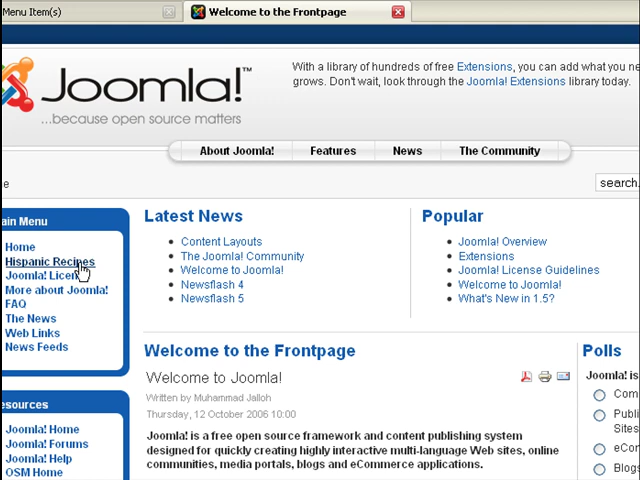 Menu Item(s)
Welcome to the Frontpage
With a library of hundreds of free Extensions, you can add what you ne
grows. Don't wait, look through the Joomla! Extensions library today.
Joomla!™
...because open source matters
About Joomla! Features News The Community
e
search..
ain Menu
Home
Hispanic Recipes
Joomla! Licen
More about Joomla!
FAQ
The News
Web Links
News Feeds
esources
Joomla! Home
Joomla! Forums
Joomla! Help
OSM Home
Latest News
Content Layouts
The Joomla! Community
Welcome to Joomla!
Newsflash 4
Newsflash 5
Popular
Joomla! Overview
Extensions
Joomla! License Guidelines
Welcome to Joomla!
What's New in 1.5?
Welcome to the Frontpage
Welcome to Joomla!
Written by Muhammad Jalloh
Thursday, 12 October 2006 10:00
Joomla! is a free open source framework and content publishing system
designed for quickly creating highly interactive multi-language Web sites, online
communities, media portals, blogs and eCommerce applications.
Polls
Joomla! is
Com
Publi
Sites
eCon
Blogs